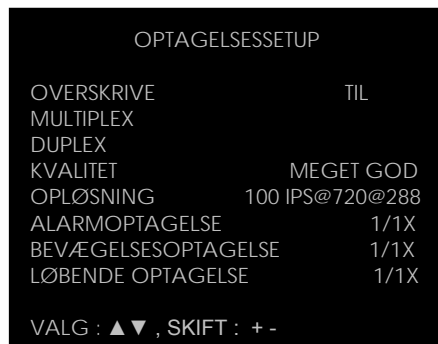 OPTAGELSESSETUP
OVERSKRIVE TIL
MULTIPLEX
DUPLEX
KVALITET MEGET GOD
OPLØSNING 100 IPS@720@288
ALARMOPTAGELSE 1/1X
BEVÆGELSESOPTAGELSE 1/1X
LØBENDE OPTAGELSE 1/1X
VALG : ▲▼ , SKIFT : + -